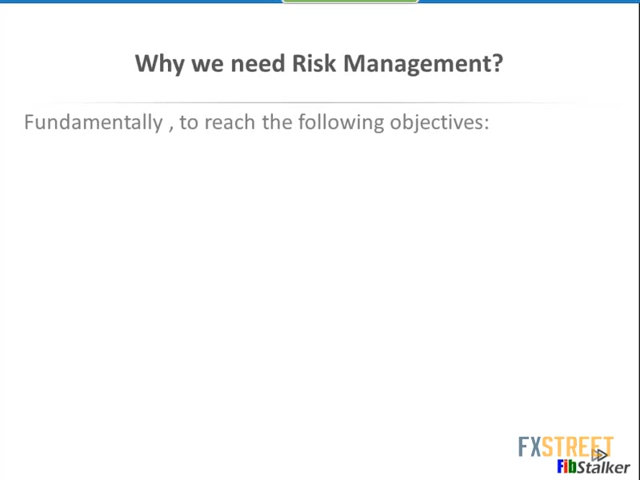 Why we need Risk Management?
Fundamentally , to reach the following objectives:
FXSTREET
FibStalker